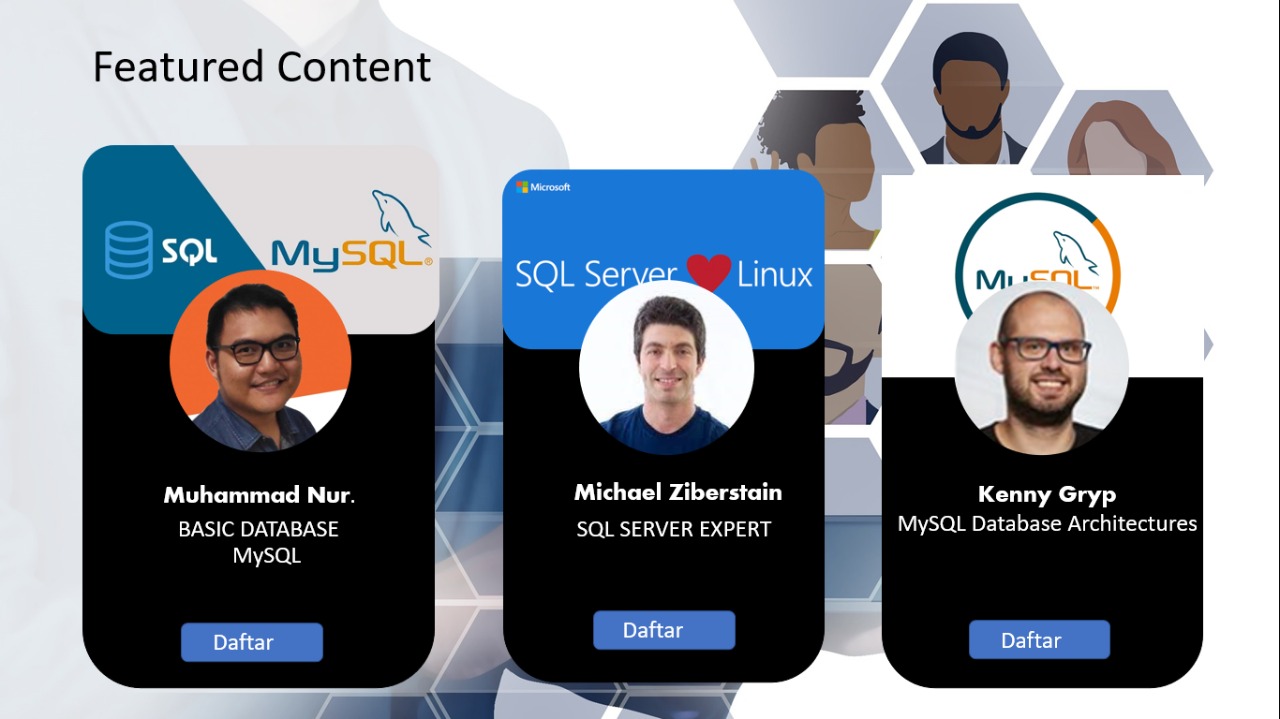 Featured Content
SQL
MySQL®
Muhammad Nur.
BASIC DATABASE
MySQL
Daftar
Microsoft
SQL Server Linux
Michael Ziberstain
SQL SERVER EXPERT
Daftar
MySQL™
Kenny Gryp
MySQL Database Architectures
Daftar